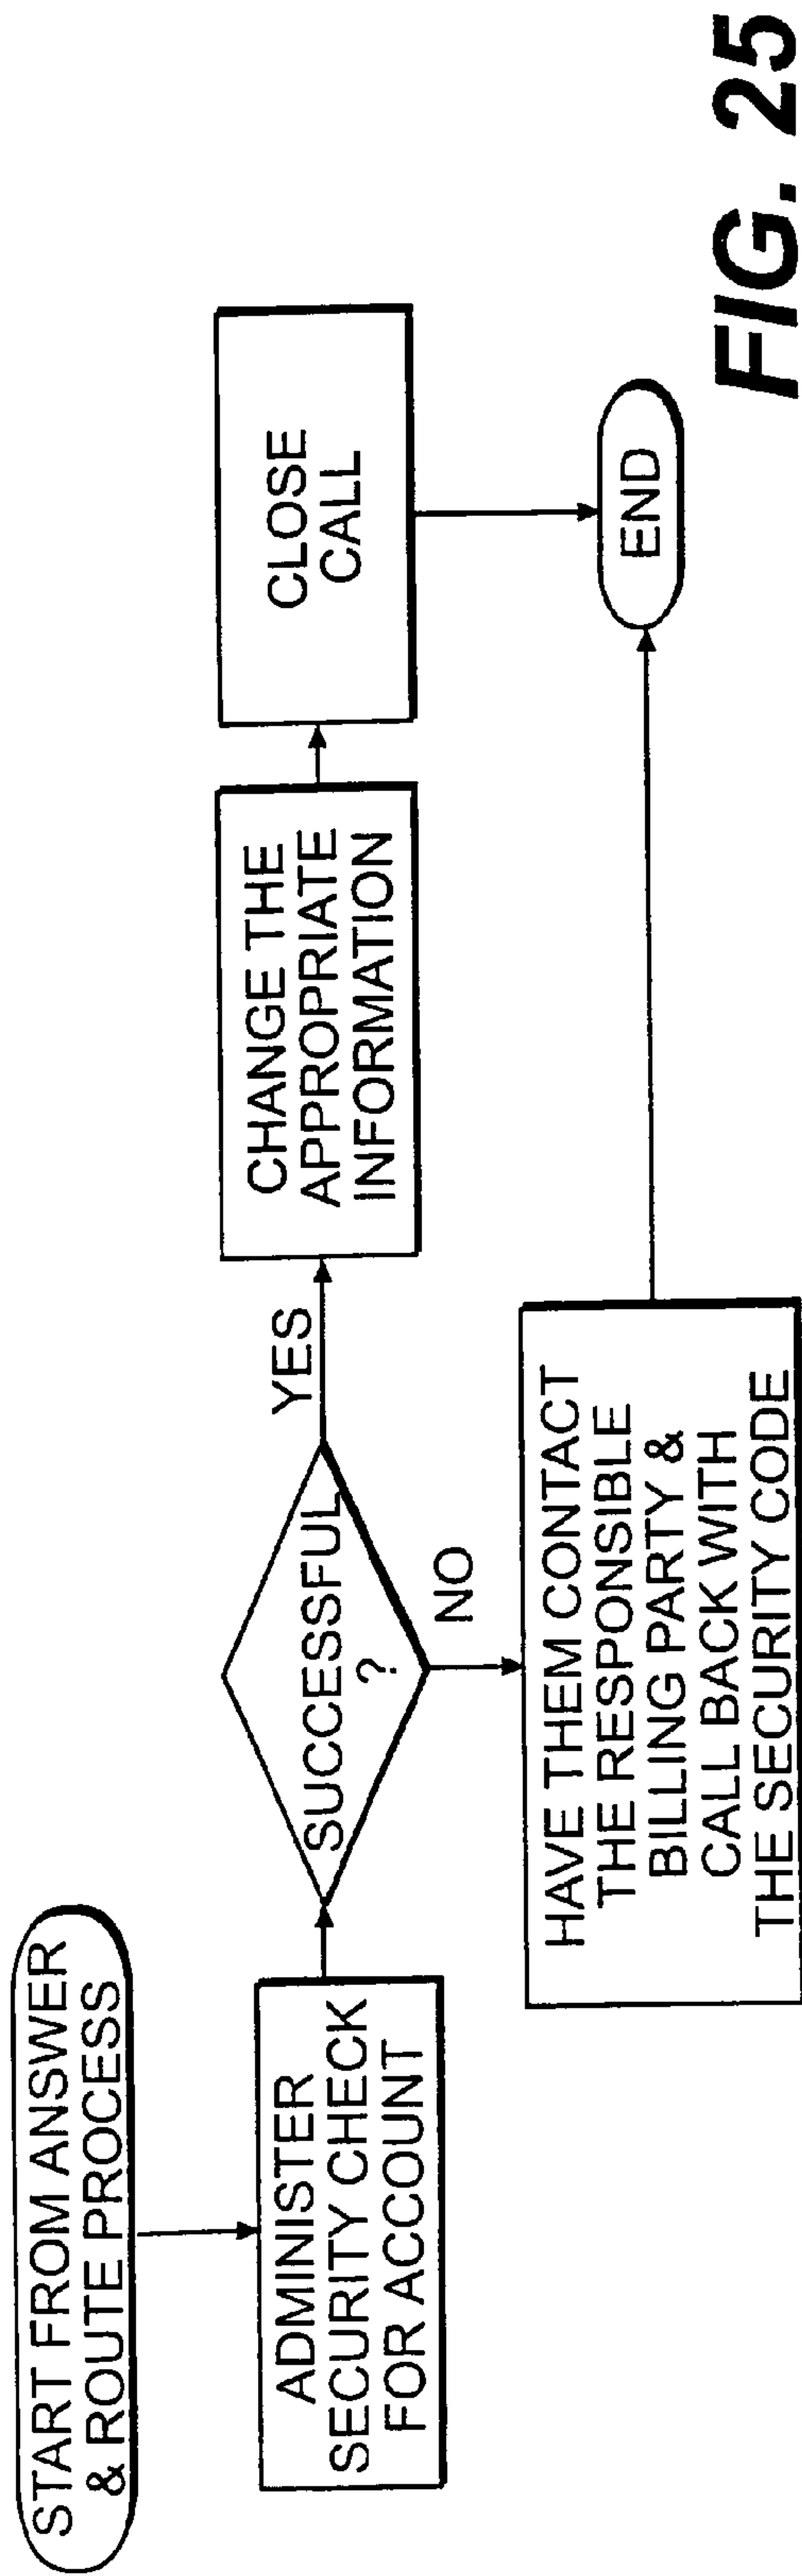 START FROM ANSWER
& ROUTE PROCESS
ADMINISTER
SECURITY CHECK
FOR ACCOUNT
SUCCESSFUL
?
YES
NO
CHANGE THE
APPROPRIATE
INFORMATION
CLOSE
CALL
HAVE THEM CONTACT
THE RESPONSIBLE
BILLING PARTY &
CALL BACK WITH
THE SECURITY CODE
END
FIG. 25